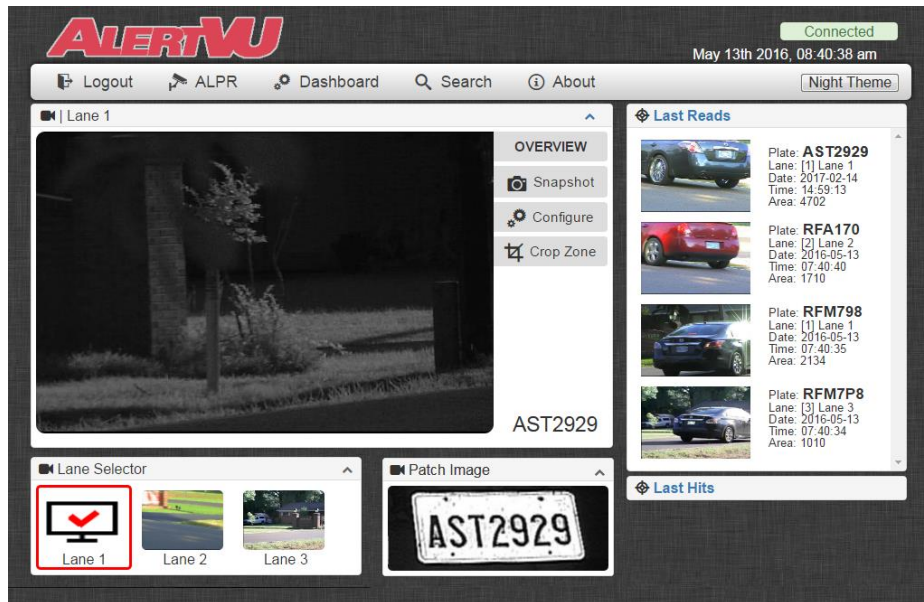 ALERTVU
Connected
May 13th 2016, 08:40:38 am
Logout ALPR Dashboard Search About Night Theme
| Lane 1
OVERVIEW
Snapshot
Configure
Crop Zone
AST2929
Last Reads
Plate: AST2929
Lane: [1] Lane 1
Date: 2017-02-14
Time: 14:59:13
Area: 4702
Plate: RFA170
Lane: [2] Lane 2
Date: 2016-05-13
Time: 07:40:40
Area: 1710
Plate: RFM798
Lane: [1] Lane 1
Date: 2016-05-13
Time: 07:40:35
Area: 2134
Plate: RFM7P8
Lane: [3] Lane 3
Date: 2016-05-13
Time: 07:40:34
Area: 1010
Lane Selector
Lane 1 Lane 2 Lane 3
Patch Image
AST2929
Last Hits